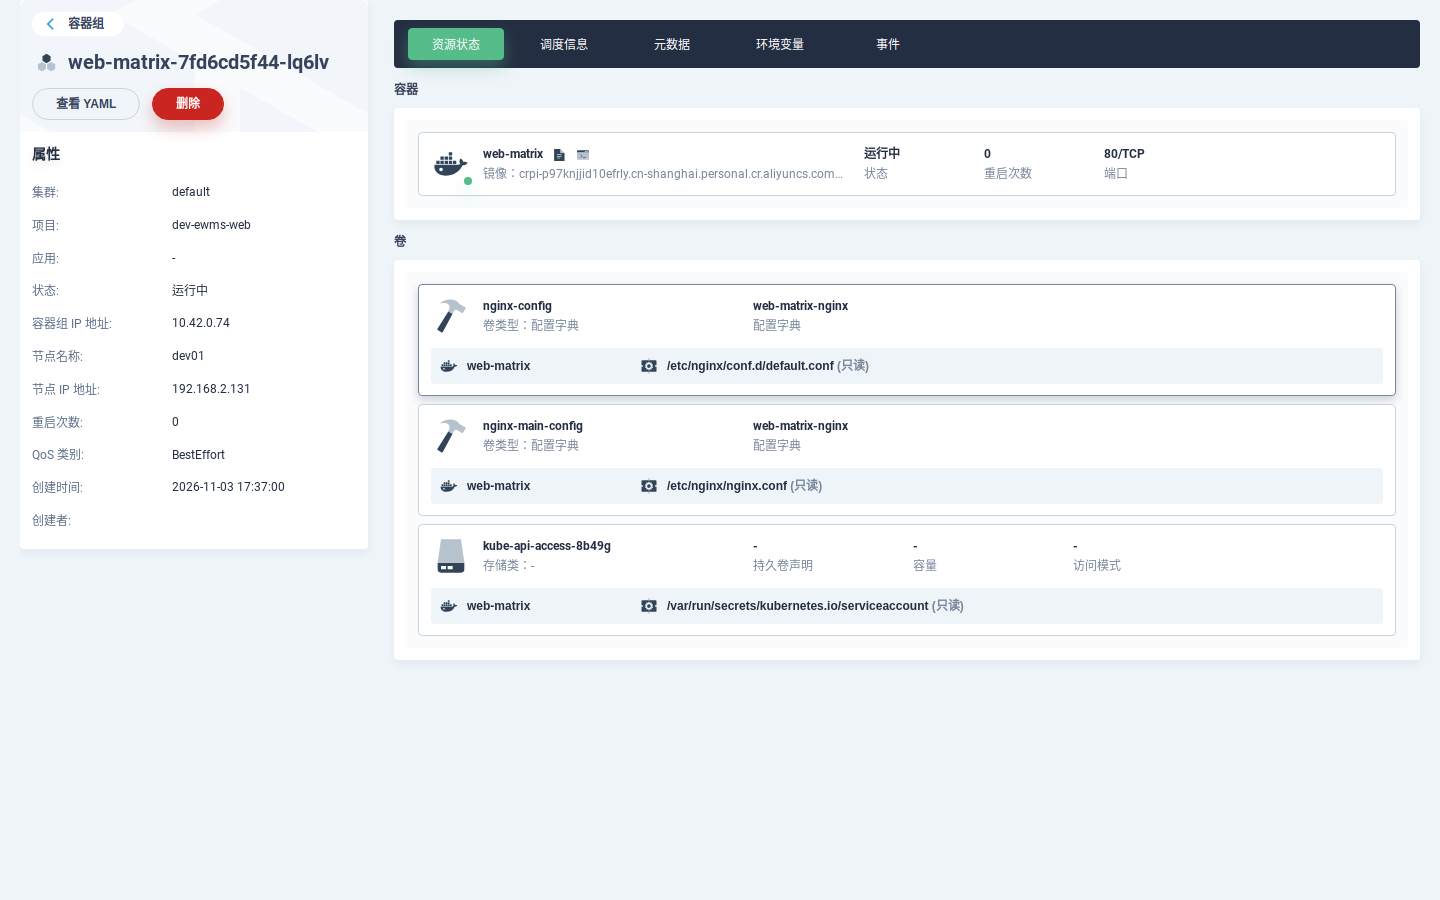 容器组
web-matrix-7fd6cd5f44-lq6lv
查看 YAML
删除
属性
集群: default
项目: dev-ewms-web
应用: -
状态: 运行中
容器组 IP 地址: 10.42.0.74
节点名称: dev01
节点 IP 地址: 192.168.2.131
重启次数: 0
QoS 类别: BestEffort
创建时间: 2026-11-03 17:37:00
创建者:
资源状态 调度信息 元数据 环境变量 事件
容器
web-matrix 运行中 0 80/TCP
镜像：crpi-p97knjjid10efrly.cn-shanghai.personal.cr.aliyuncs.com... 状态 重启次数 端口
卷
nginx-config web-matrix-nginx
卷类型：配置字典 配置字典
web-matrix /etc/nginx/conf.d/default.conf (只读)
nginx-main-config web-matrix-nginx
卷类型：配置字典 配置字典
web-matrix /etc/nginx/nginx.conf (只读)
kube-api-access-8b49g - - -
存储类：- 持久卷声明 容量 访问模式
web-matrix /var/run/secrets/kubernetes.io/serviceaccount (只读)